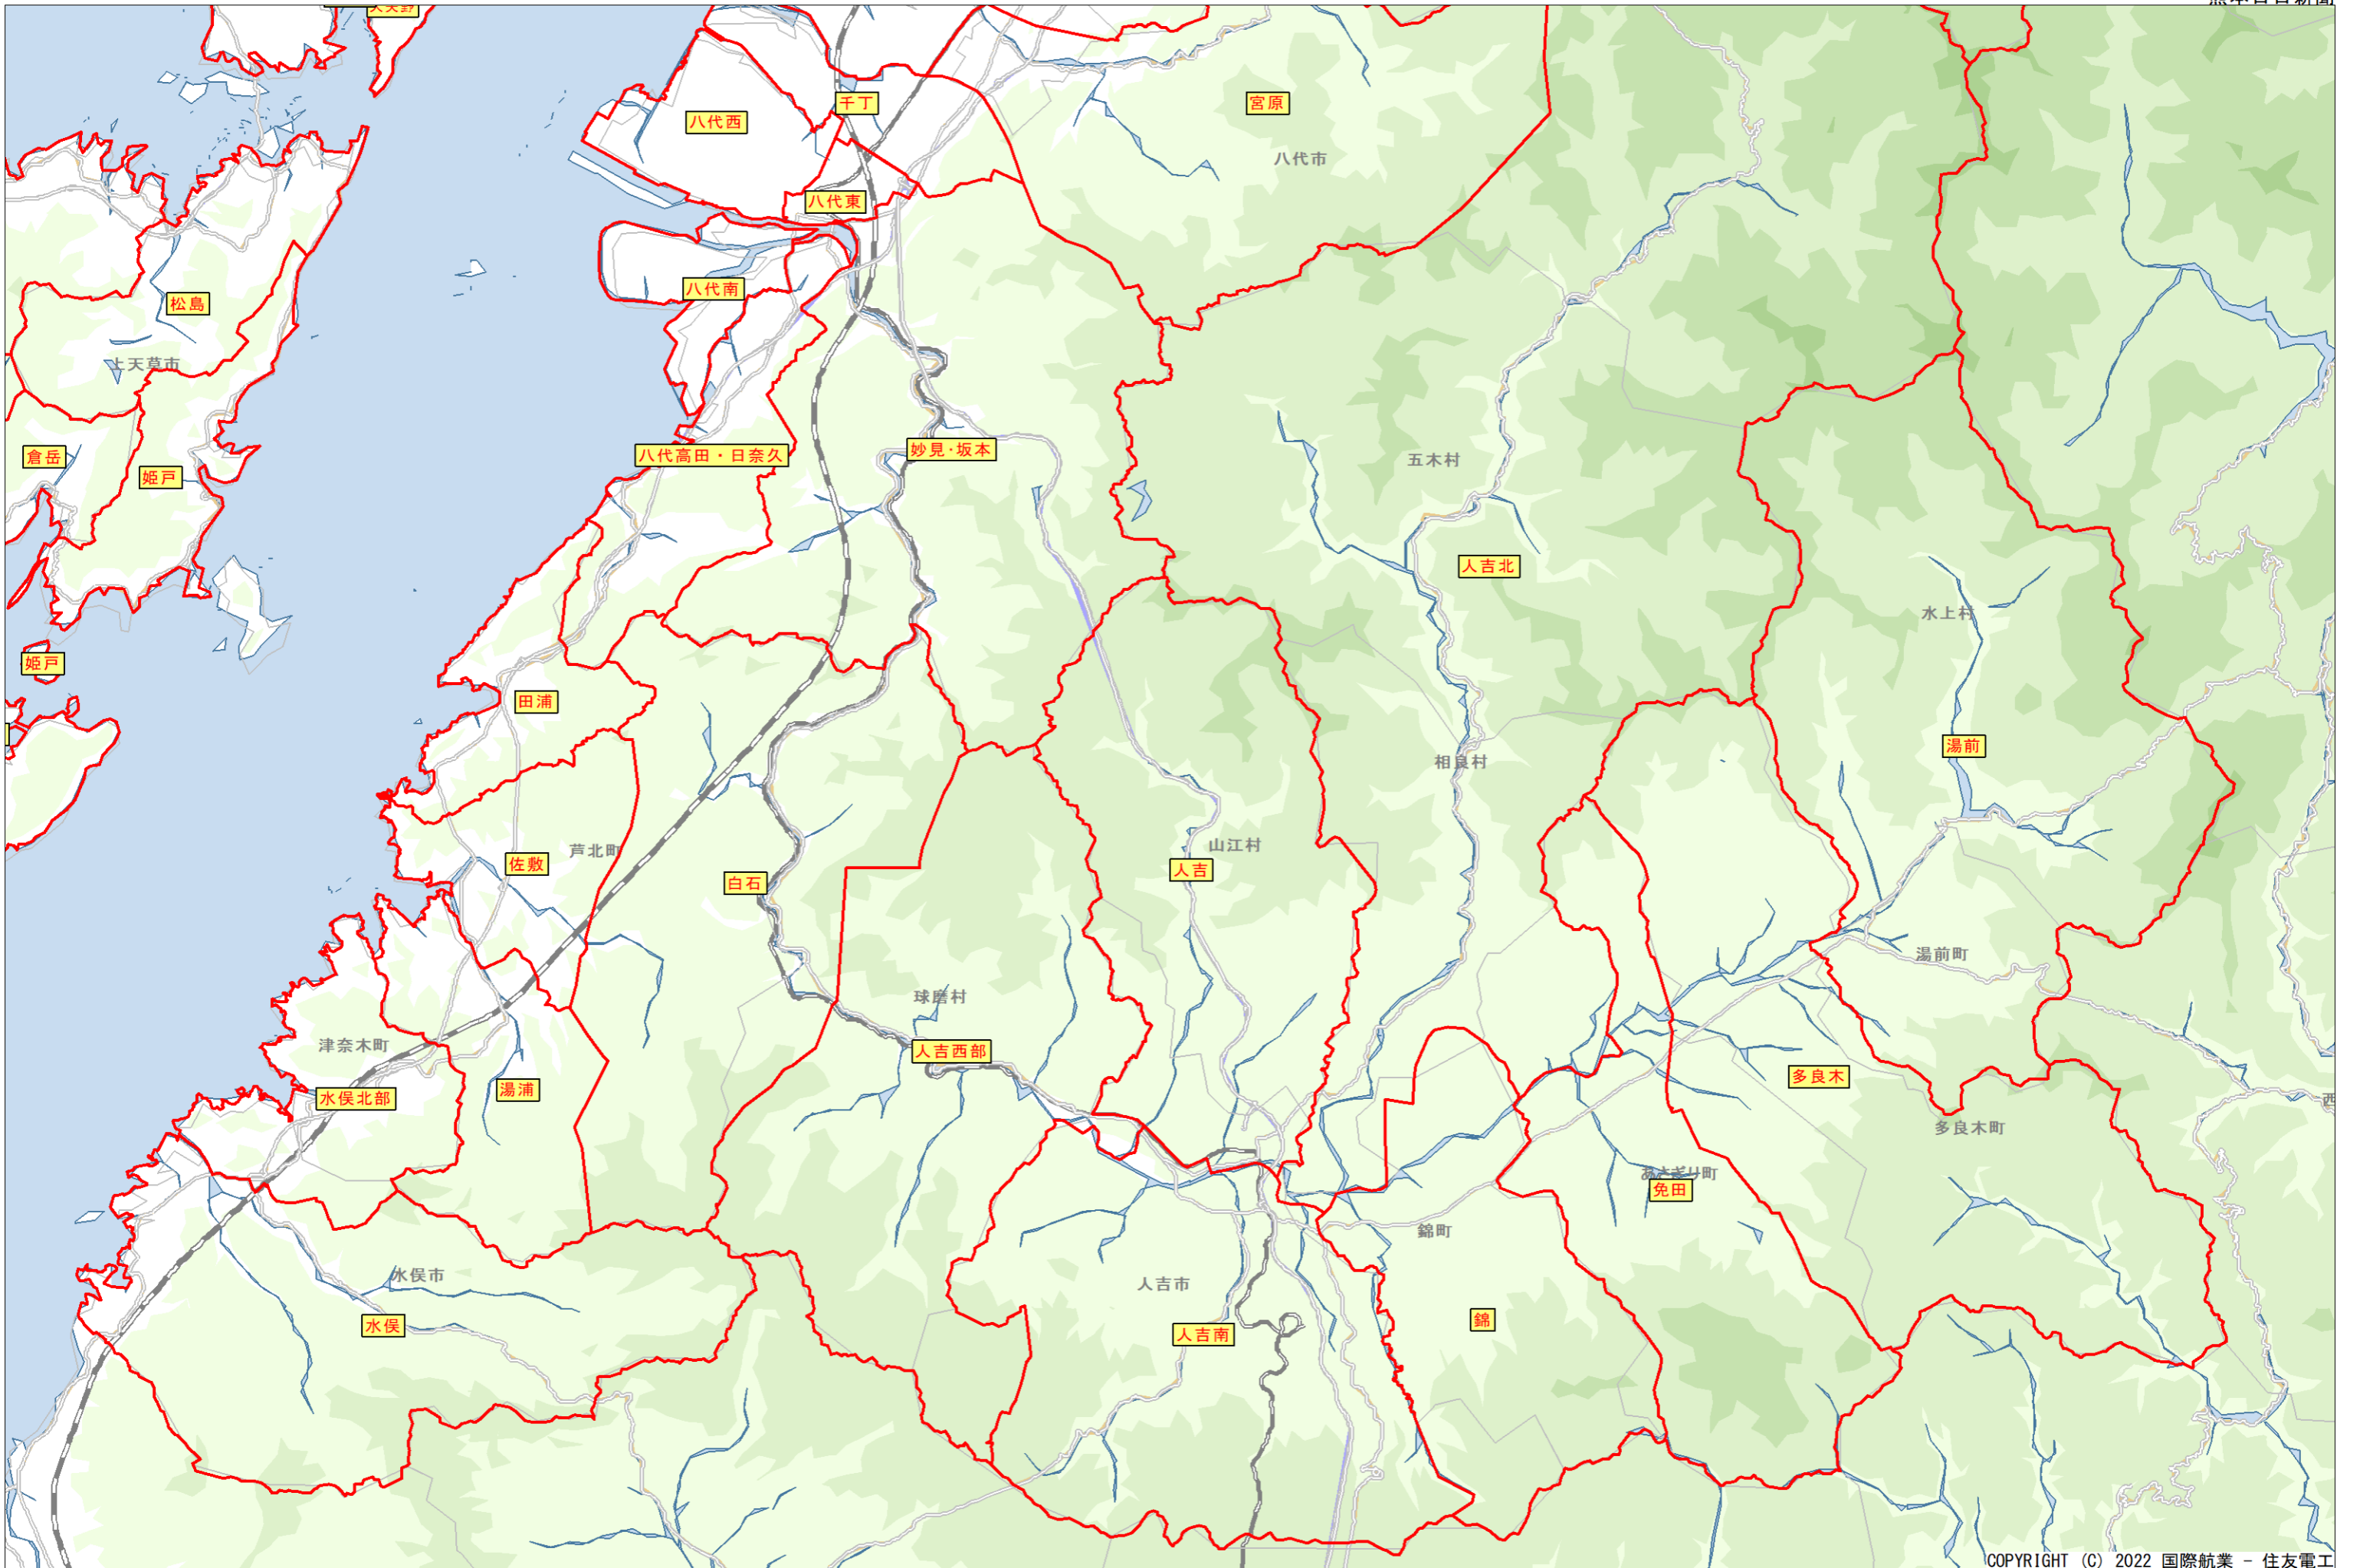 千丁
宮原
八代西
八代市
八代東
八代南
松島
上天草市
妙見・坂本
八代高田・日奈久
倉岳
五木村
姫戸
人吉北
水上村
姫戸
田浦
湯前
相良村
山江村
芦北町
佐敷
人吉
白石
湯前町
球磨村
津奈木町
人吉西部
多良木
湯浦
水俣北部
西
多良木町
あさぎり町
免田
錦町
水俣市
人吉市
錦
水俣
人吉南
COPYRIGHT (C) 2022 国際航業 - 住友電工